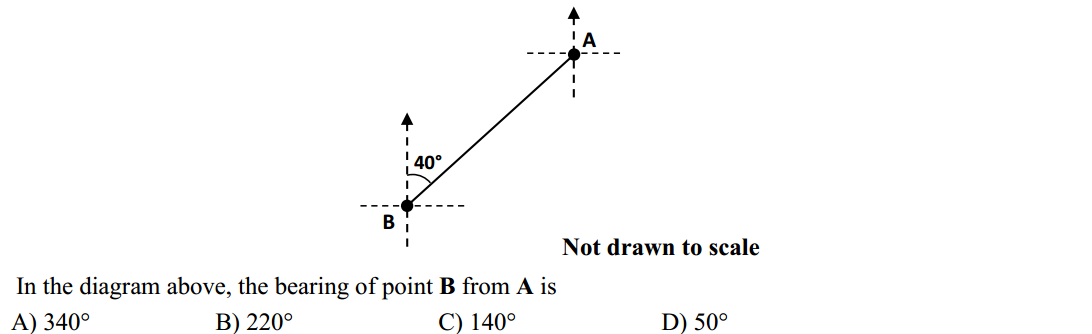 A
40°
B
Not drawn to scale
In the diagram above, the bearing of point B from A is
A) 340° B) 220° C) 140° D) 50°